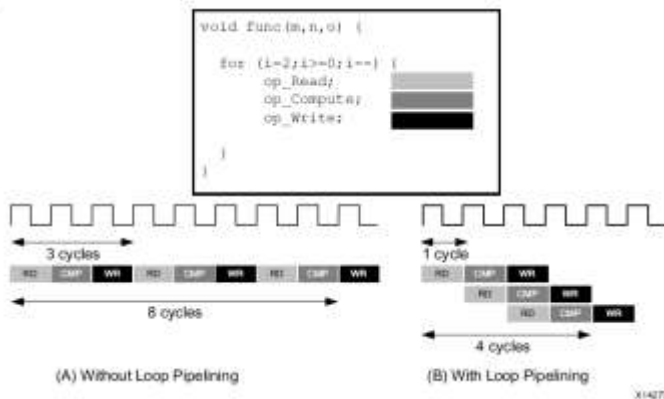 void func(m,n,o) {
for (i=2;i>=0;i--) {
op_Read;
op_Compute;
op_Write;
}
}
3 cycles
1 cycle
RD CMP WR RD CMP WR RD CMP WR
RD CMP WR
RD CMP WR
RD CMP WR
8 cycles
4 cycles
(A) Without Loop Pipelining
(B) With Loop Pipelining